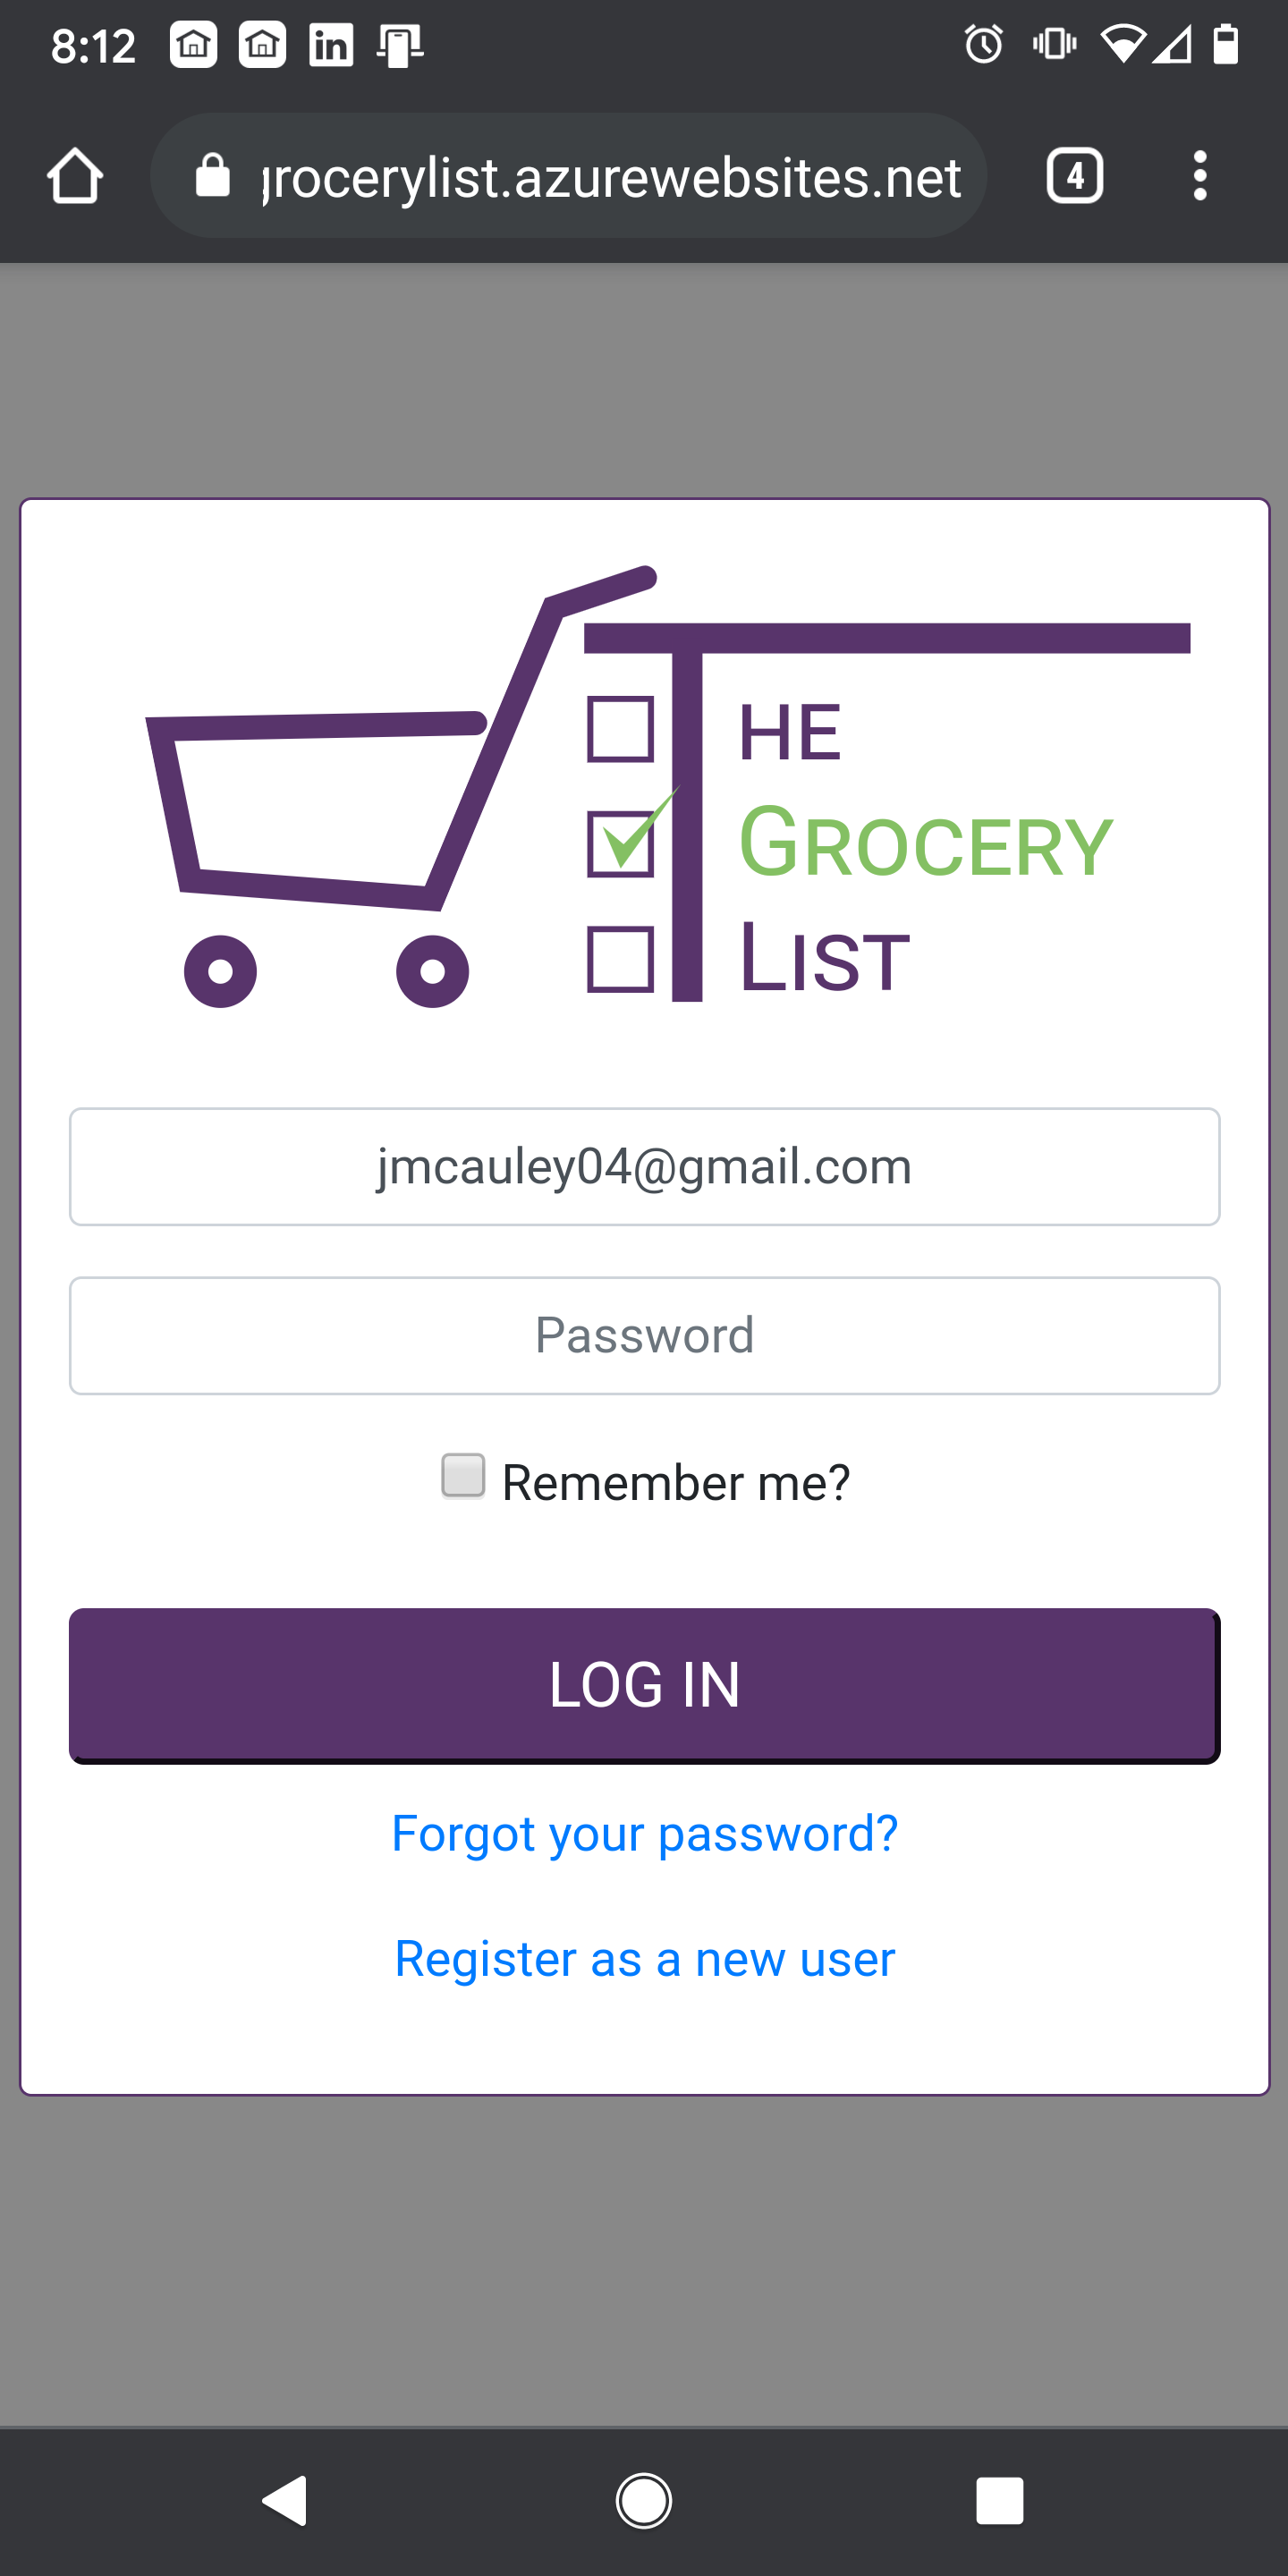 8:12
grocerylist.azurewebsites.net
4
THE
GROCERY
LIST
jmcauley04@gmail.com
Password
Remember me?
LOG IN
Forgot your password?
Register as a new user